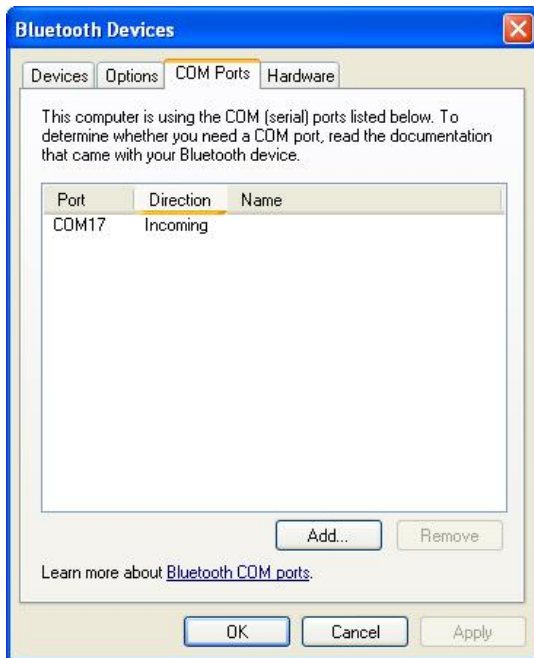 Bluetooth Devices
Devices Options COM Ports Hardware
This computer is using the COM (serial) ports listed below. To
determine whether you need a COM port, read the documentation
that came with your Bluetooth device.
Port Direction Name
COM17 Incoming
Add... Remove
Learn more about Bluetooth COM ports.
OK Cancel Apply